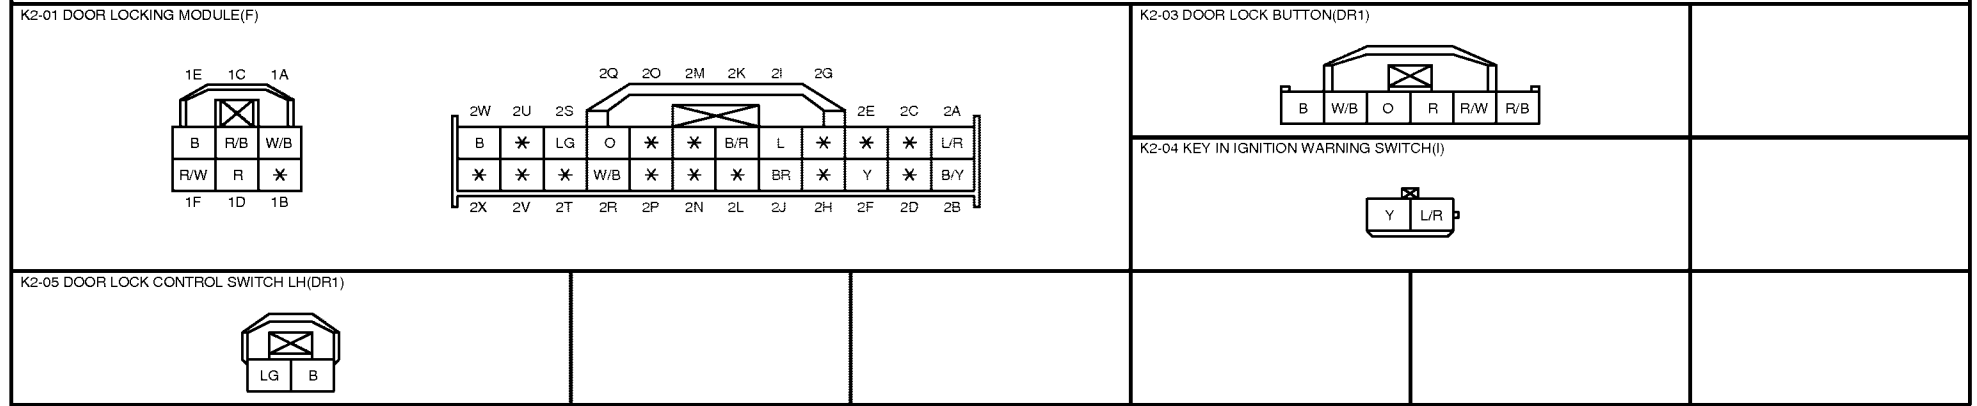 K2-01 DOOR LOCKING MODULE(F)
1E 1C 1A
B R/B W/B
R/W R *
1F 1D 1B
2Q 2O 2M 2K 2I 2G
2W 2U 2S 2E 2C 2A
B * LG O * * B/R L * * * L/R
* * * W/B * * * BR * Y * B/Y
2X 2V 2T 2R 2P 2N 2L 2J 2H 2F 2D 2B
K2-03 DOOR LOCK BUTTON(DR1)
B W/B O R R/W R/B
K2-04 KEY IN IGNITION WARNING SWITCH(I)
Y L/R
K2-05 DOOR LOCK CONTROL SWITCH LH(DR1)
LG B